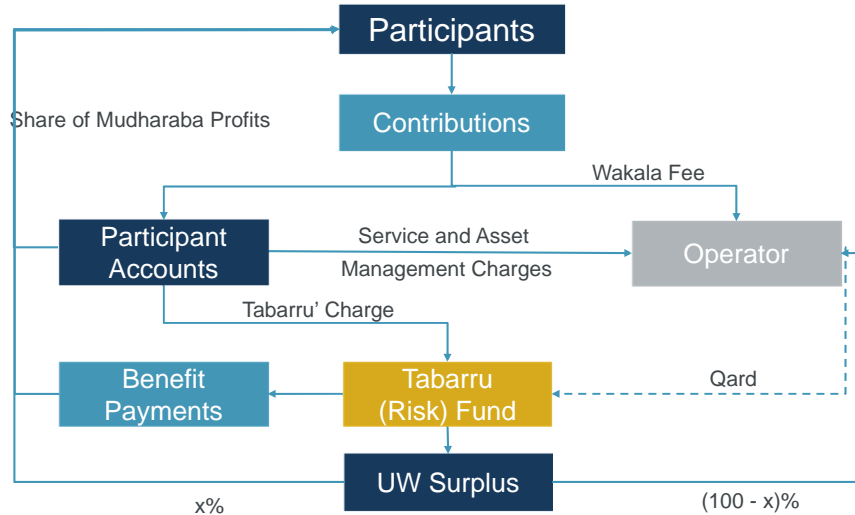 Participants
Share of Mudharaba Profits
Contributions
Wakala Fee
Participant
Accounts
Service and Asset
Management Charges
Operator
Tabarru’ Charge
Benefit
Payments
Tabarru
(Risk) Fund
Qard
UW Surplus
x%
(100 - x)%